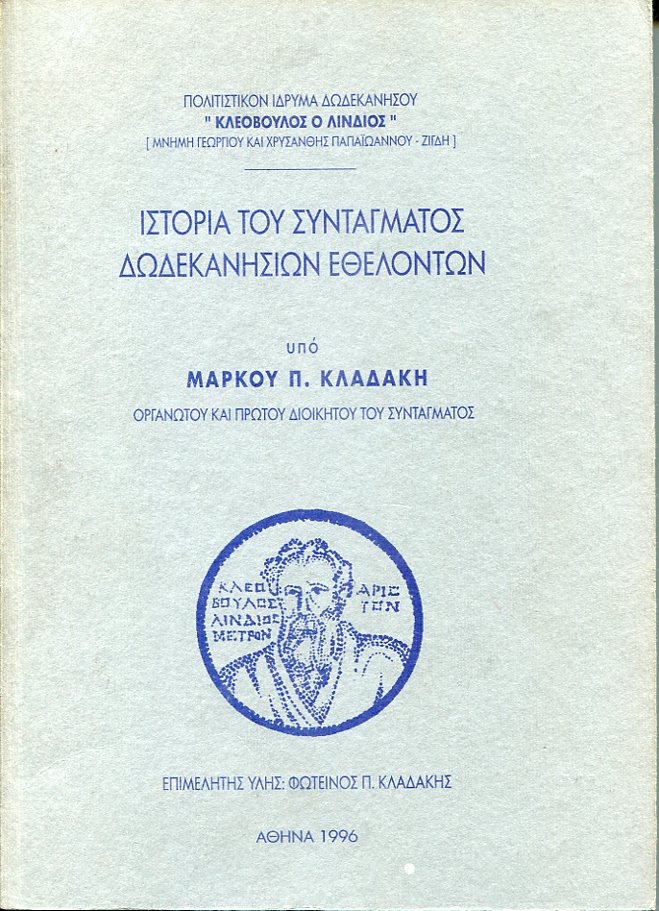 ΠΟΛΙΤΙΣΤΙΚΟΝ ΙΔΡΥΜΑ ΔΩΔΕΚΑΝΗΣΟΥ
" ΚΛΕΟΒΟΥΛΟΣ Ο ΛΙΝΔΙΟΣ "
[ ΜΝΗΜΗ ΓΕΩΡΓΙΟΥ ΚΑΙ ΧΡΥΣΑΝΘΗΣ ΠΑΠΑΪΩΑΝΝΟΥ - ΖΙΓΔΗ ]
ΙΣΤΟΡΙΑ ΤΟΥ ΣΥΝΤΑΓΜΑΤΟΣ
ΔΩΔΕΚΑΝΗΣΙΩΝ ΕΘΕΛΟΝΤΩΝ
υπό
ΜΑΡΚΟΥ Π. ΚΛΑΔΑΚΗ
ΟΡΓΑΝΩΤΟΥ ΚΑΙ ΠΡΩΤΟΥ ΔΙΟΙΚΗΤΟΥ ΤΟΥ ΣΥΝΤΑΓΜΑΤΟΣ
ΚΛΕΟ ΑΡΙΣ
ΒΟΥΛΟΣ ΤΟΝ
ΛΙΝΔΙΟΣ
ΜΕΤΡΟΝ
ΕΠΙΜΕΛΗΤΗΣ ΥΛΗΣ: ΦΩΤΕΙΝΟΣ Π. ΚΛΑΔΑΚΗΣ
ΑΘΗΝΑ 1996